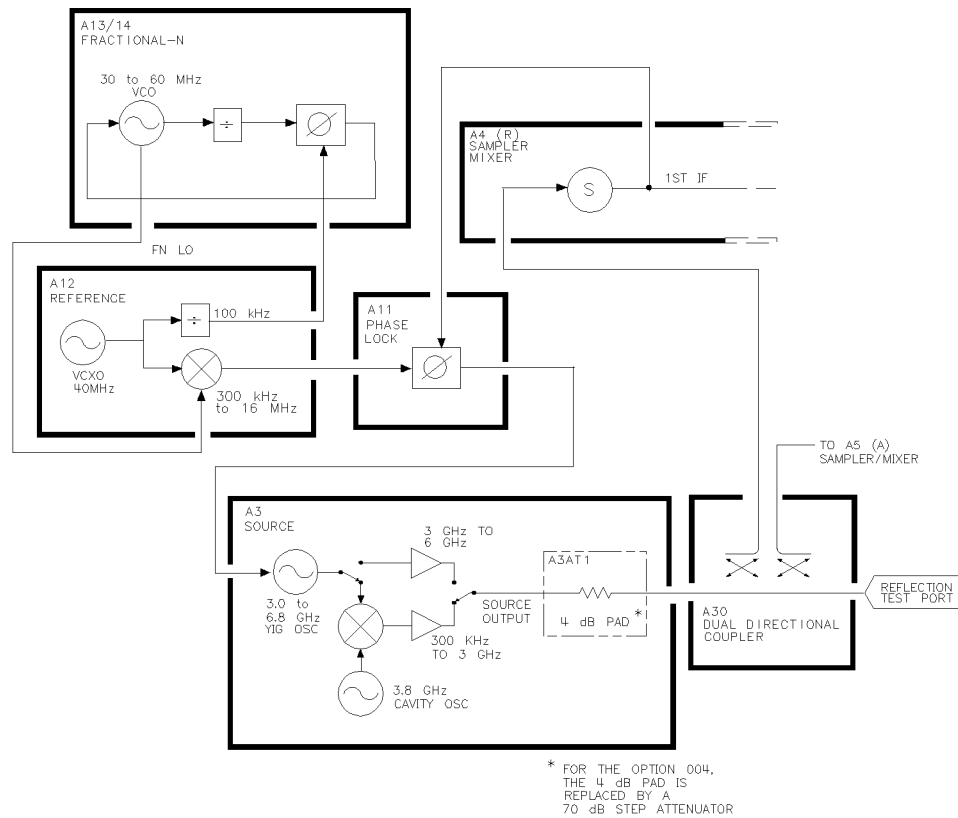 A13/14
FRACTIONAL-N
30 to 60 MHz
VCO
÷
A4 (R)
SAMPLER
MIXER
S
1ST IF
FN LO
A12
REFERENCE
÷
100 kHz
VCXO
40MHz
300 kHz
to 16 MHz
A11
PHASE
LOCK
TO A5 (A)
SAMPLER/MIXER
A3
SOURCE
3 GHz TO
6 GHz
3.0 to
6.8 GHz
YIG OSC
300 KHz
TO 3 GHz
3.8 GHz
CAVITY OSC
SOURCE
OUTPUT
A3AT1
4 dB PAD *
A30
DUAL DIRECTIONAL
COUPLER
REFLECTION
TEST PORT
* FOR THE OPTION 004,
THE 4 dB PAD IS
REPLACED BY A
70 dB STEP ATTENUATOR